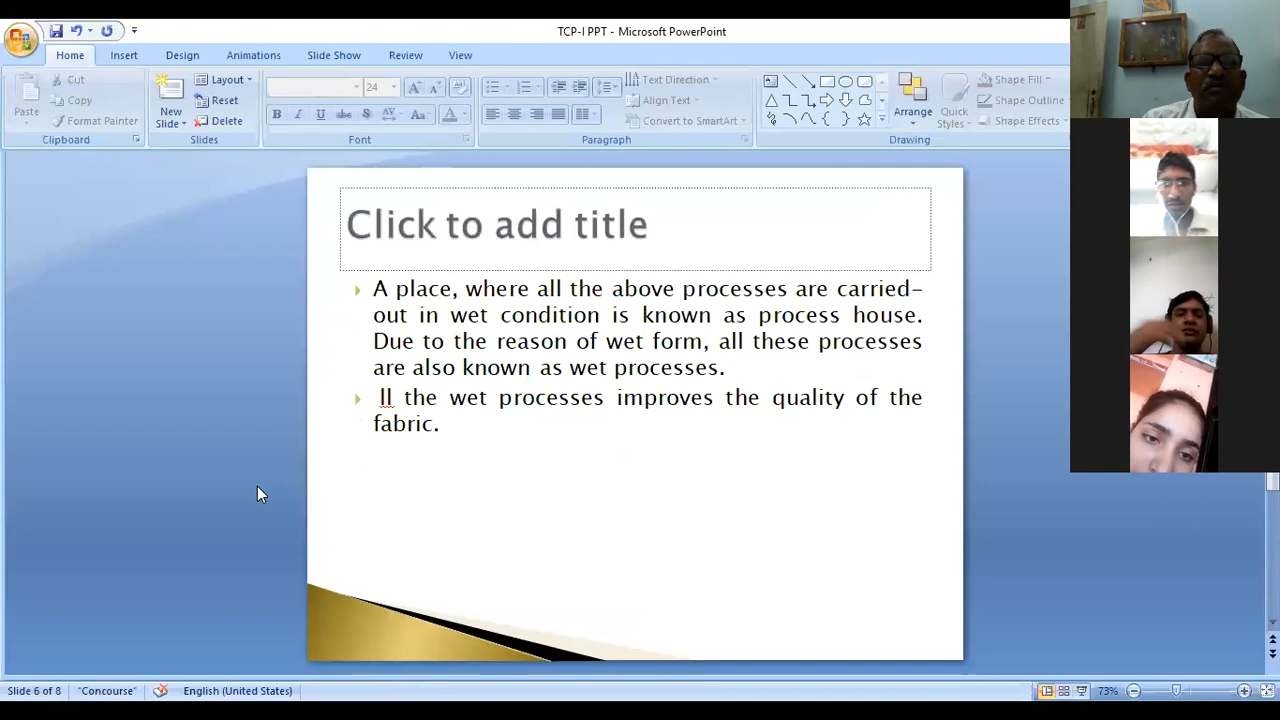 TCP-I PPT - Microsoft PowerPoint
Home Insert Design Animations Slide Show Review View
Paste
Cut
Copy
Format Painter
Clipboard
New Slide
Layout
Reset
Delete
Slides
24
B I U abc S AV Aa A
Font
Text Direction
Align Text
Convert to SmartArt
Paragraph
Arrange
Quick Styles
Shape Fill
Shape Outline
Shape Effects
Drawing
Click to add title
A place, where all the above processes are carried-
out in wet condition is known as process house.
Due to the reason of wet form, all these processes
are also known as wet processes.
ll the wet processes improves the quality of the
fabric.
Slide 6 of 8 "Concourse" English (United States) 73%